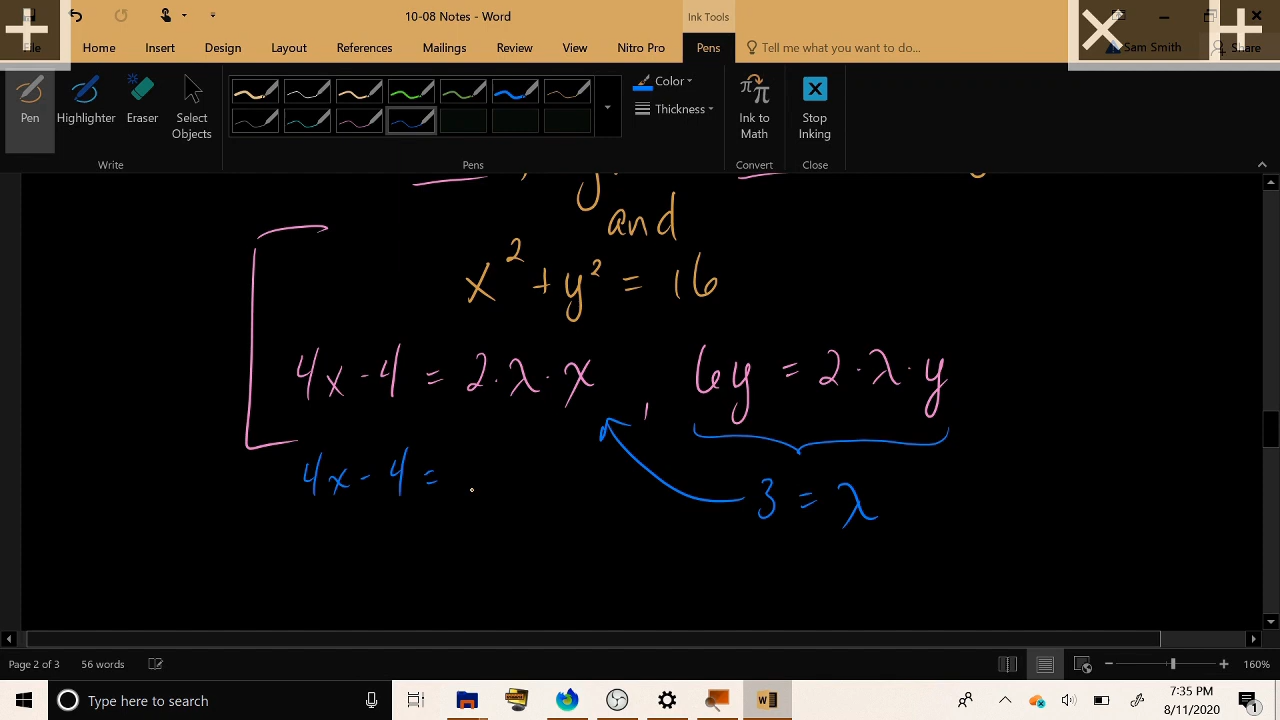 10-08 Notes - Word
Ink Tools
File Home Insert Design Layout References Mailings Review View Nitro Pro Pens Tell me what you want to do... Sam Smith Share
Pen Highlighter Eraser Select Objects Color Thickness Ink to Math Stop Inking
Write Pens Convert Close
and
x² + y² = 16
4x - 4 = 2 · λ · x , 6y = 2 · λ · y
4x - 4 =
3 = λ
Page 2 of 3 56 words 160%
Type here to search
7:35 PM
8/11/2020
1